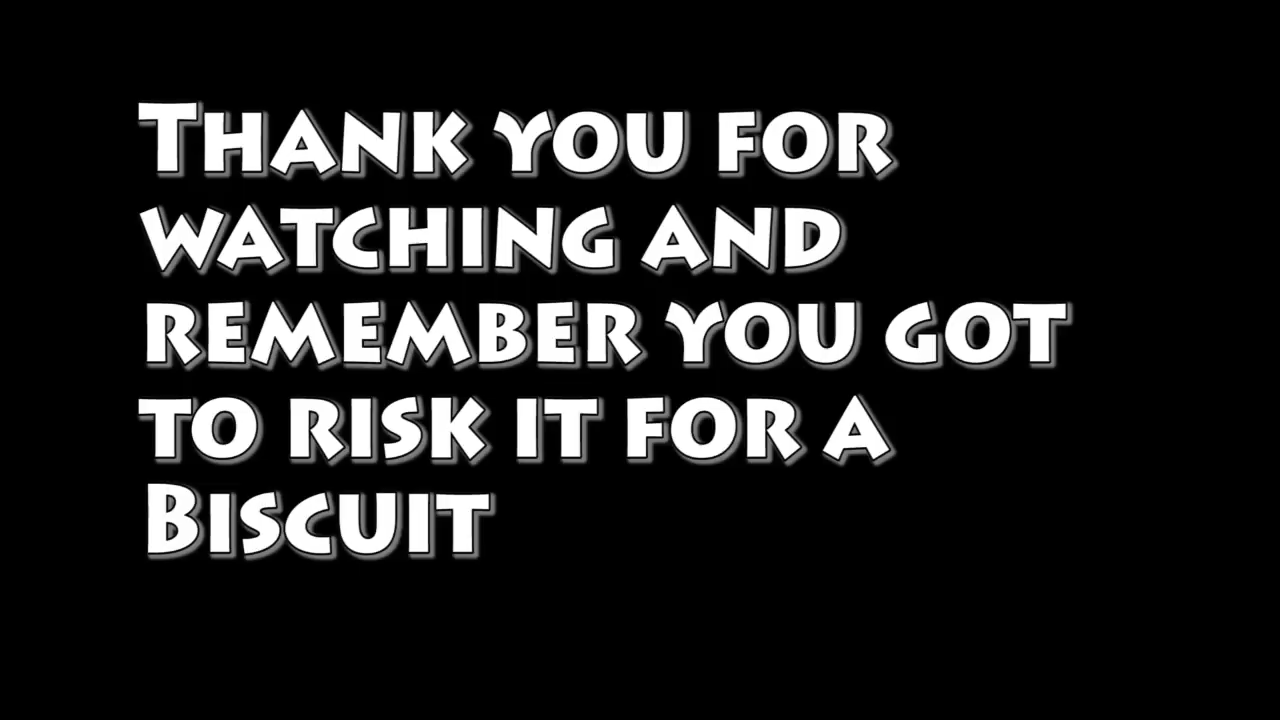 Thank you for
watching and
remember you got
to risk it for a
Biscuit